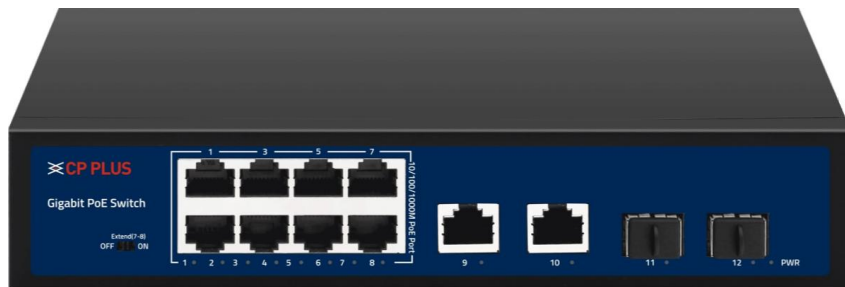 1 3 5 7
CP PLUS
10/100/1000M PoE Port
Gigabit PoE Switch
Extend(7-8)
OFF ON
1 2 3 4 5 6 7 8 9 10 11 12 PWR